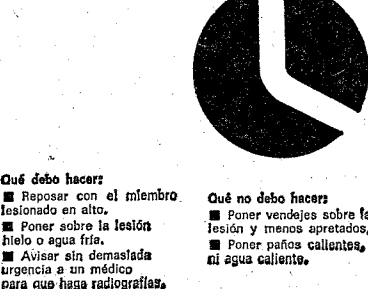 Qué debo hacer:
■ Reposar con el miembro
lesionado en alto.
■ Poner sobre la lesión
hielo o agua fría.
■ Avisar sin demasiada
urgencia a un médico
para que haga radiografías.
Qué no debo hacer:
■ Poner vendejes sobre la
lesión y menos apretados.
■ Poner paños calientes,
ni agua caliente.